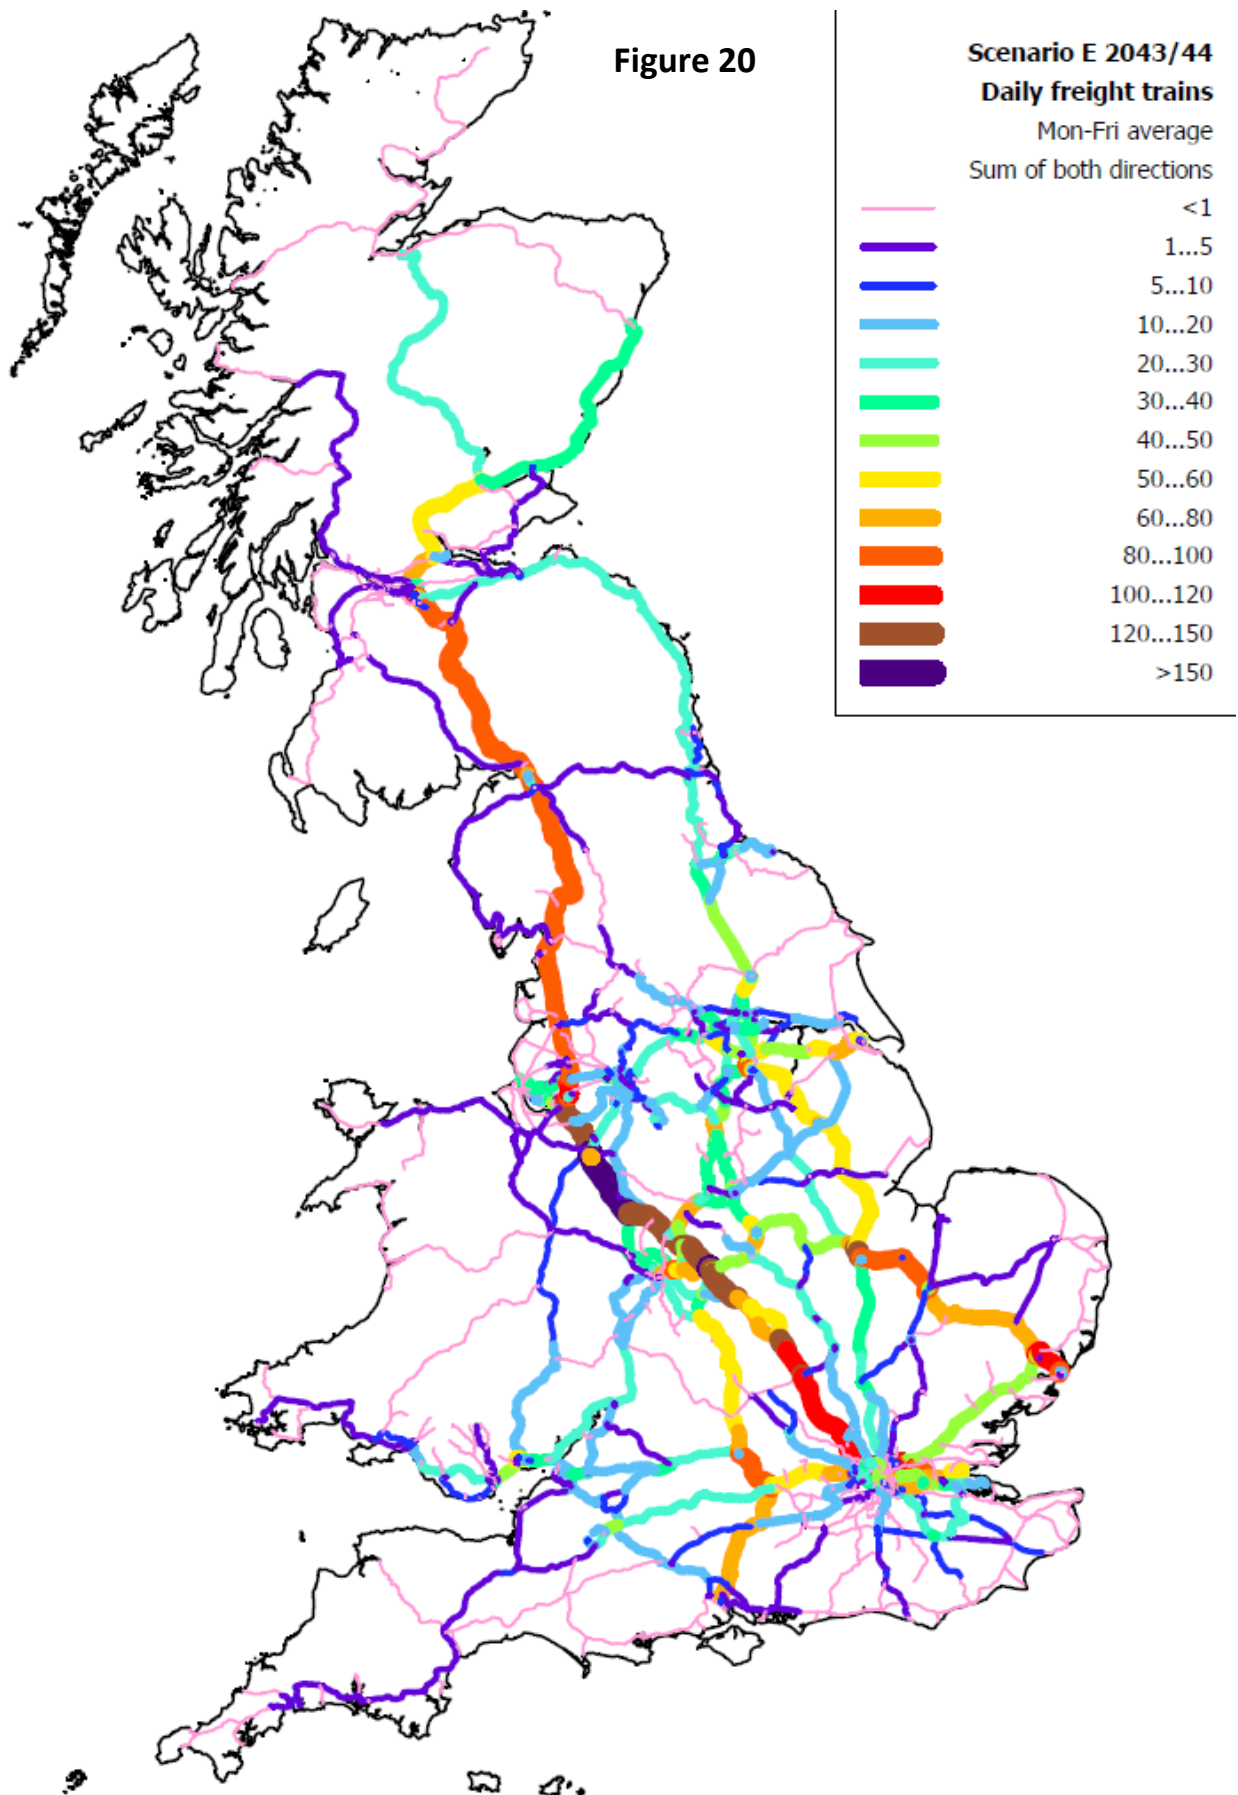 Figure 20
Scenario E 2043/44
Daily freight trains
Mon-Fri average
Sum of both directions
<1
1...5
5...10
10...20
20...30
30...40
40...50
50...60
60...80
80...100
100...120
120...150
>150